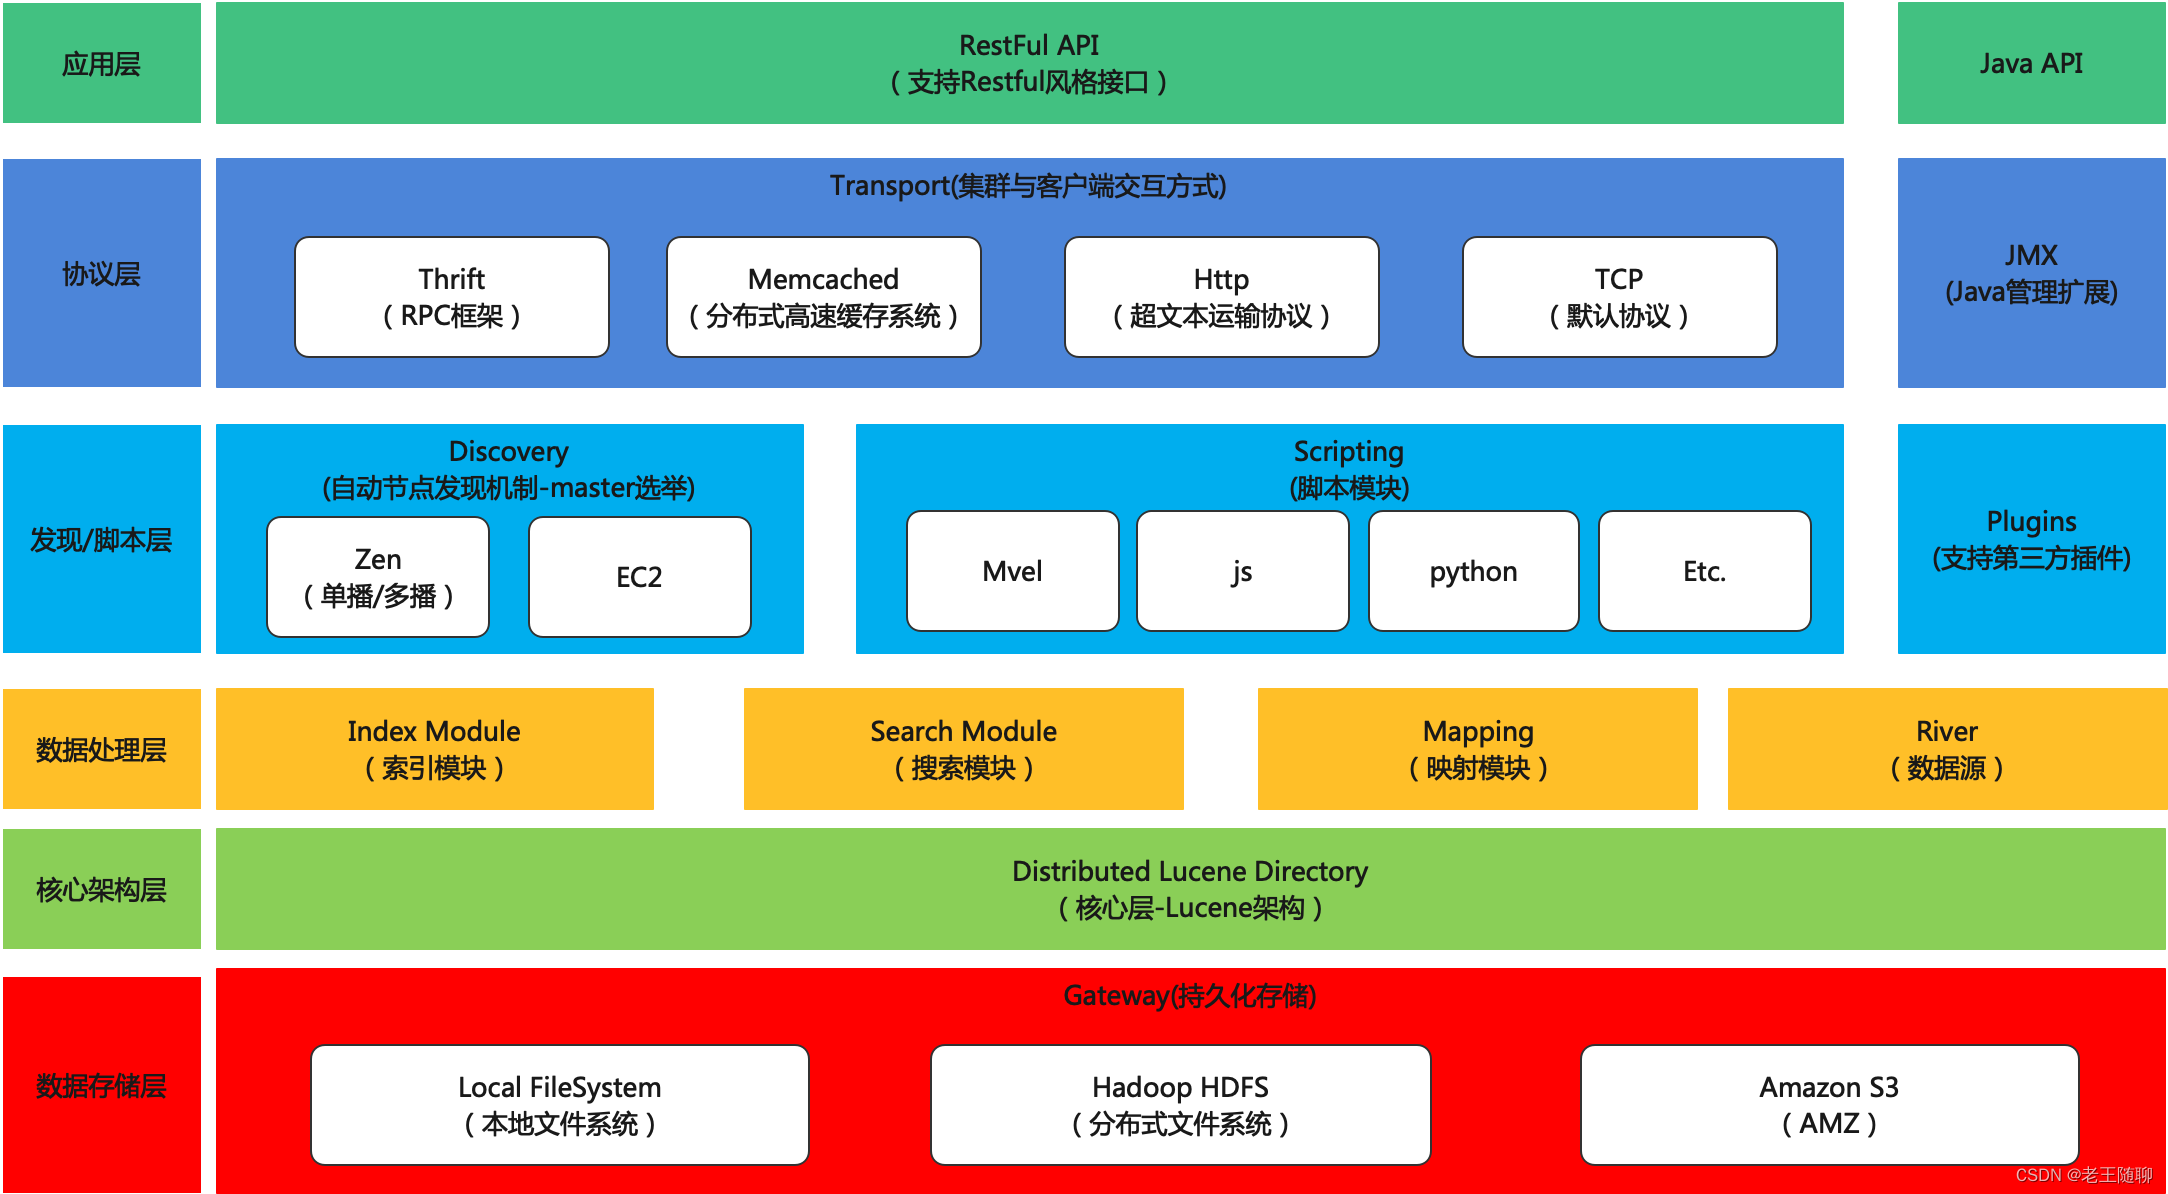 应用层
RestFul API
（支持Restful风格接口）
Java API
协议层
Transport(集群与客户端交互方式)
Thrift
（RPC框架）
Memcached
（分布式高速缓存系统）
Http
（超文本运输协议）
TCP
（默认协议）
JMX
(Java管理扩展)
发现/脚本层
Discovery
(自动节点发现机制-master选举)
Zen
（单播/多播）
EC2
Scripting
(脚本模块)
Mvel
js
python
Etc.
Plugins
(支持第三方插件)
数据处理层
Index Module
（索引模块）
Search Module
（搜索模块）
Mapping
（映射模块）
River
（数据源）
核心架构层
Distributed Lucene Directory
（核心层-Lucene架构）
数据存储层
Gateway(持久化存储)
Local FileSystem
（本地文件系统）
Hadoop HDFS
（分布式文件系统）
Amazon S3
（AMZ）
CSDN @老王随聊